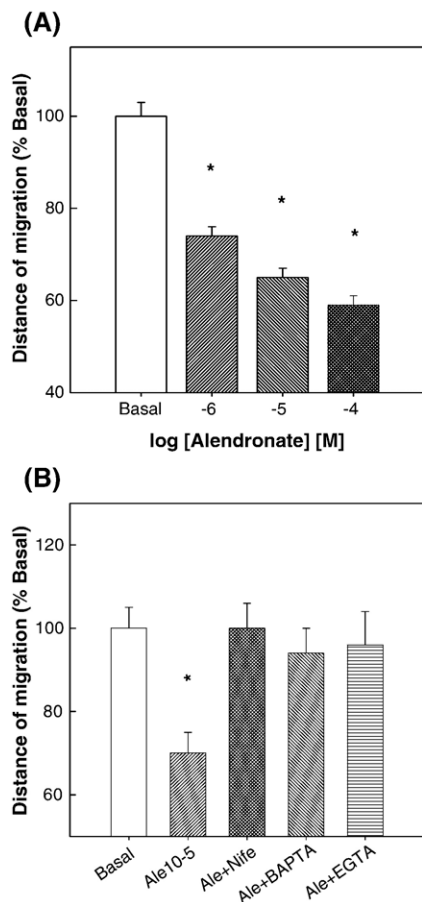 (A)
Distance of migration (% Basal)
100
80
60
40
*
*
*
Basal
-6
-5
-4
log [Alendronate] [M]
(B)
Distance of migration (% Basal)
120
100
80
60
*
Basal
Ale10-5
Ale+Nife
Ale+BAPTA
Ale+EGTA